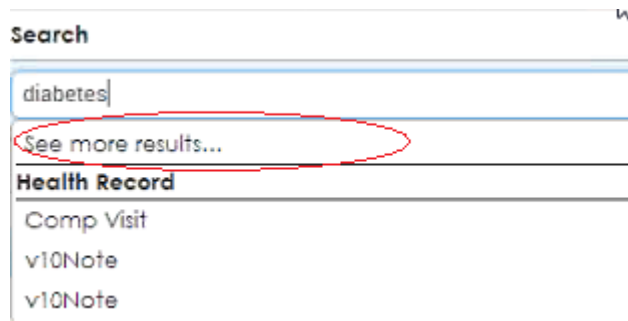 Search
diabetes
See more results...
Health Record
Comp Visit
v10Note
v10Note